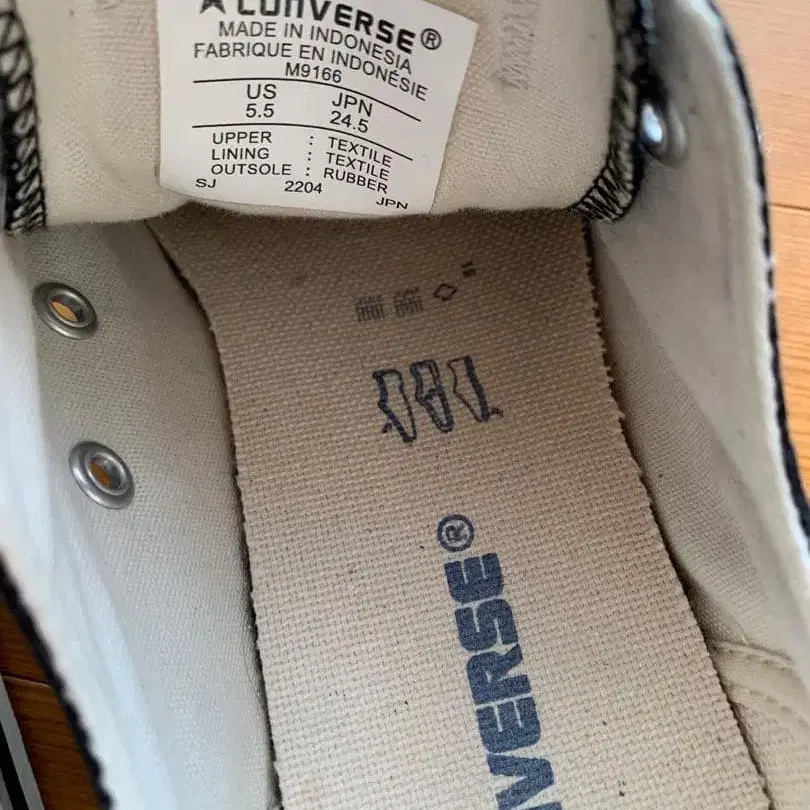 CONVERSE®
MADE IN INDONESIA
FABRIQUE EN INDONÉSIE
M9166
US JPN
5.5 24.5
UPPER : TEXTILE
LINING : TEXTILE
OUTSOLE : RUBBER
SJ 2204 JPN
VERSE®